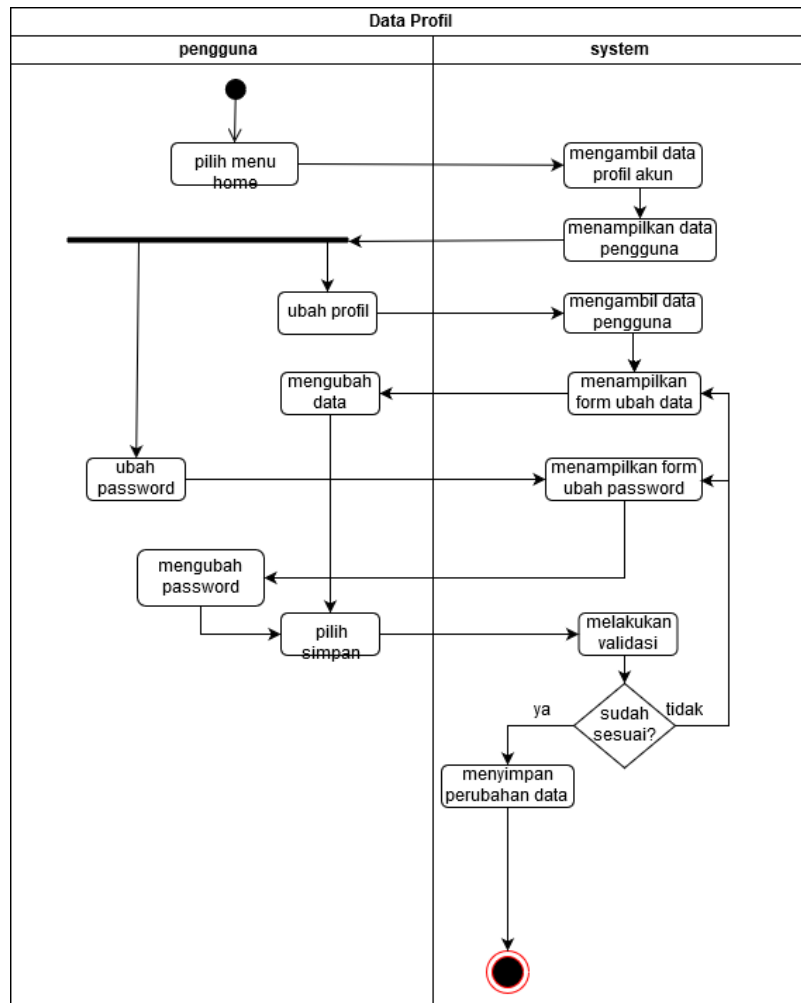 Data Profil
pengguna
system
pilih menu
home
mengambil data
profil akun
menampilkan data
pengguna
ubah profil
mengambil data
pengguna
mengubah
data
menampilkan
form ubah data
ubah
password
menampilkan form
ubah password
mengubah
password
pilih
simpan
melakukan
validasi
ya
sudah
sesuai?
tidak
menyimpan
perubahan data